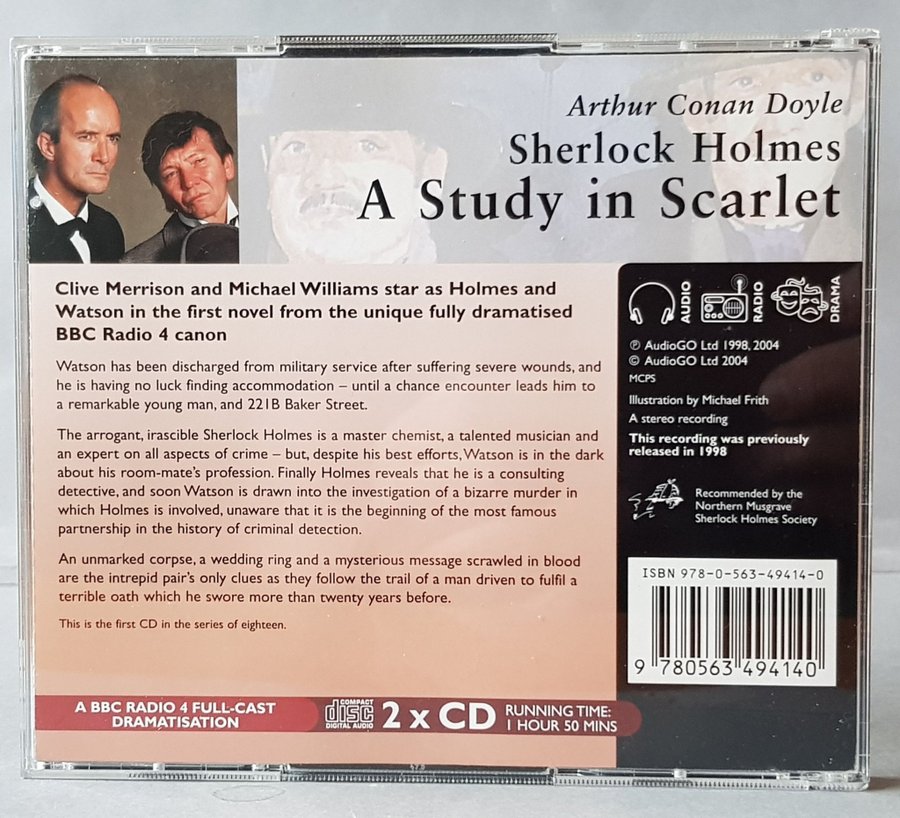 Arthur Conan Doyle
Sherlock Holmes
A Study in Scarlet
Clive Merrison and Michael Williams star as Holmes and
Watson in the first novel from the unique fully dramatised
BBC Radio 4 canon
Watson has been discharged from military service after suffering severe wounds, and
he is having no luck finding accommodation – until a chance encounter leads him to
a remarkable young man, and 221B Baker Street.
The arrogant, irascible Sherlock Holmes is a master chemist, a talented musician and
an expert on all aspects of crime – but, despite his best efforts, Watson is in the dark
about his room-mate's profession. Finally Holmes reveals that he is a consulting
detective, and soon Watson is drawn into the investigation of a bizarre murder in
which Holmes is involved, unaware that it is the beginning of the most famous
partnership in the history of criminal detection.
An unmarked corpse, a wedding ring and a mysterious message scrawled in blood
are the intrepid pair's only clues as they follow the trail of a man driven to fulfil a
terrible oath which he swore more than twenty years before.
This is the first CD in the series of eighteen.
AUDIO
RADIO
DRAMA
℗ AudioGO Ltd 1998, 2004
© AudioGO Ltd 2004
MCPS
Illustration by Michael Frith
A stereo recording
This recording was previously
released in 1998
Recommended by the
Northern Musgrave
Sherlock Holmes Society
ISBN 978-0-563-49414-0
9 780563 494140
A BBC RADIO 4 FULL-CAST
DRAMATISATION
COMPACT
disc
DIGITAL AUDIO
2 x CD
RUNNING TIME:
1 HOUR 50 MINS